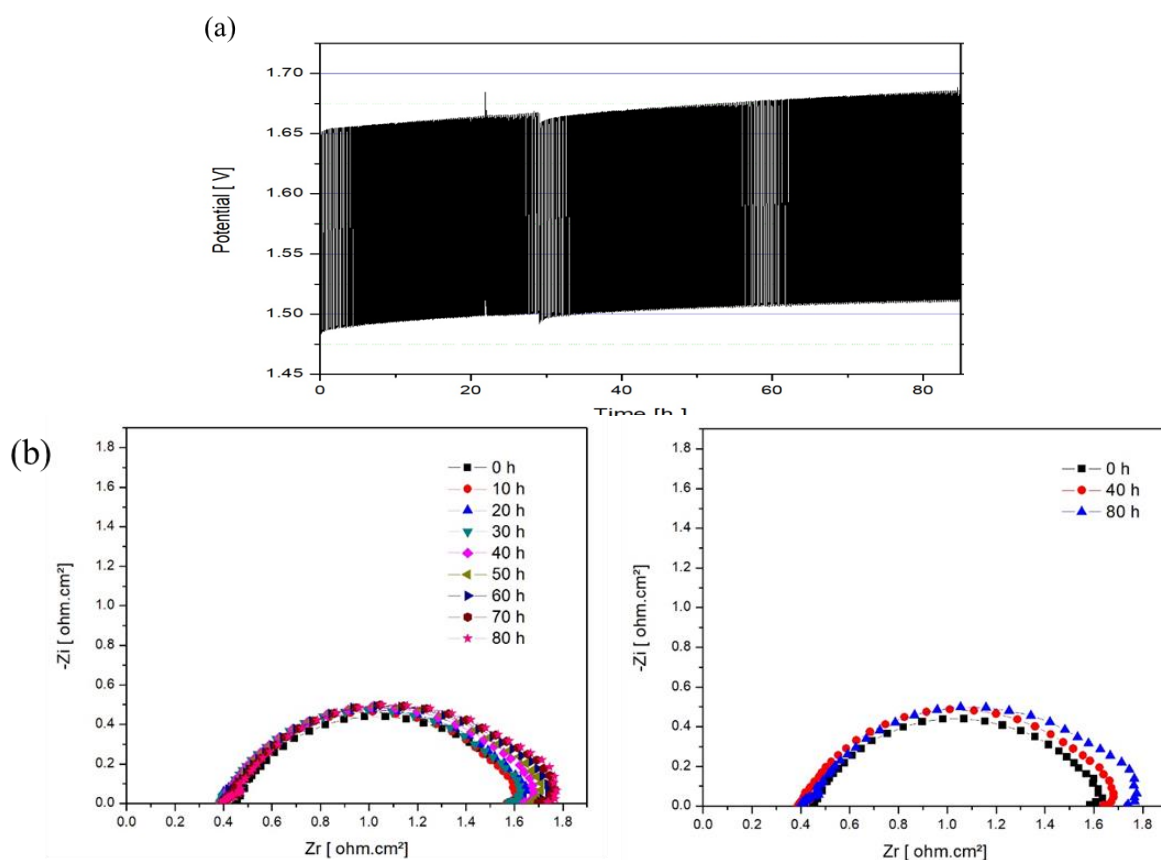 (a)
Potential [ V]
1.70
1.65
1.60
1.55
1.50
1.45
0 20 40 60 80
Time [h ]
(b)
-Zi [ ohm.cm²]
1.8
1.6
1.4
1.2
1.0
0.8
0.6
0.4
0.2
0.0
0 h
10 h
20 h
30 h
40 h
50 h
60 h
70 h
80 h
0.0 0.2 0.4 0.6 0.8 1.0 1.2 1.4 1.6 1.8
Zr [ ohm.cm²]
-Zi [ ohm.cm²]
1.8
1.6
1.4
1.2
1.0
0.8
0.6
0.4
0.2
0.0
0 h
40 h
80 h
0.0 0.2 0.4 0.6 0.8 1.0 1.2 1.4 1.6 1.8
Zr [ ohm.cm²]